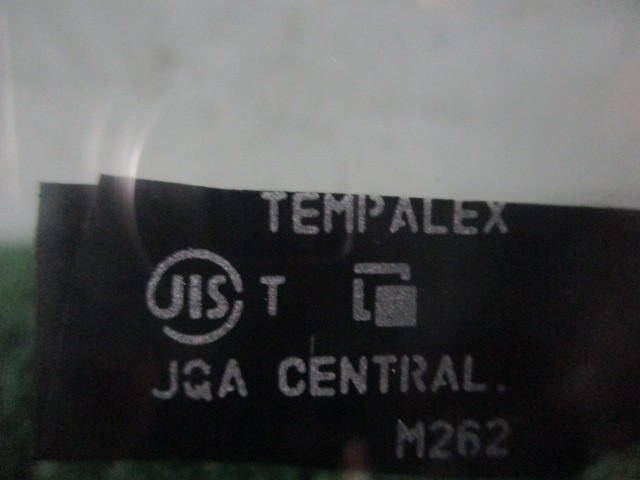 TEMPALEX
JIS T
JQA CENTRAL.
M262